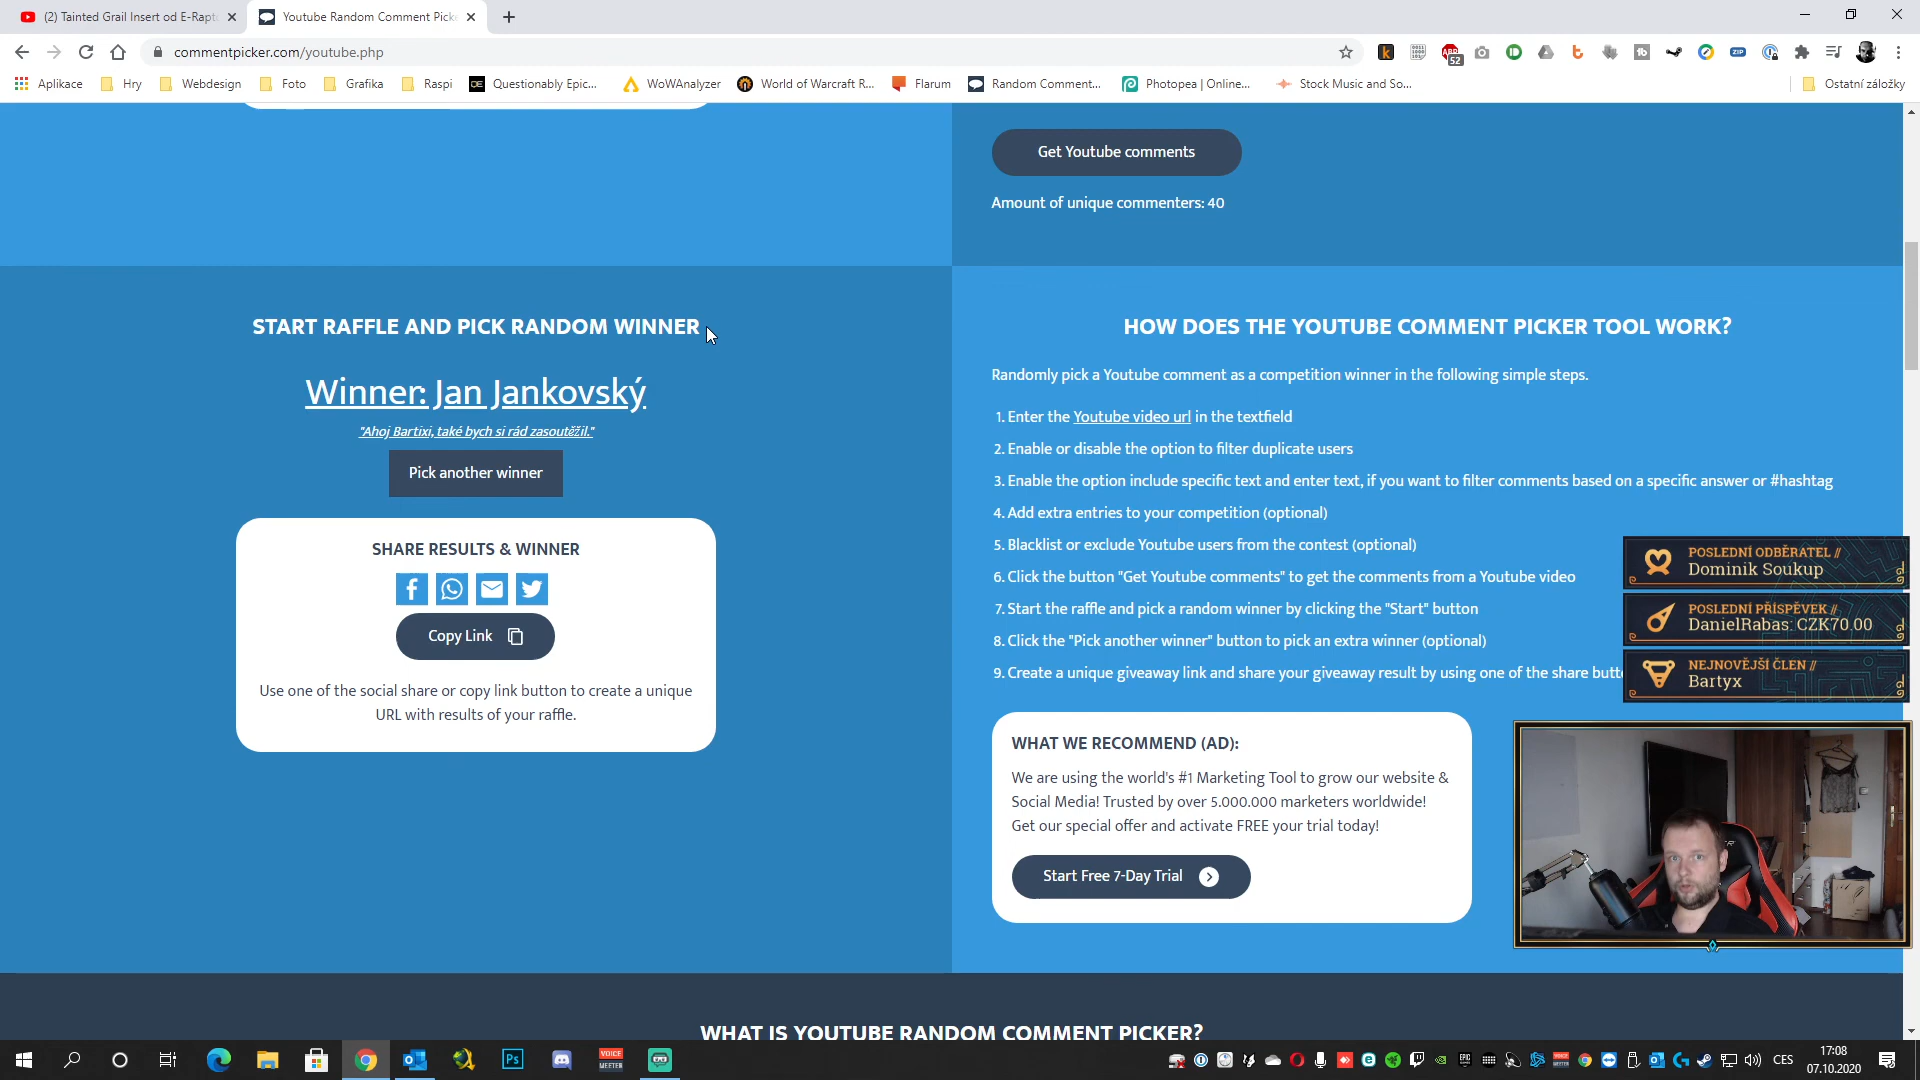 (2) Tainted Grail Insert od E-Rapt
Youtube Random Comment Picke
commentpicker.com/youtube.php
52
ZIP
Aplikace
Hry
Webdesign
Foto
Grafika
Raspi
Questionably Epic...
WoWAnalyzer
World of Warcraft R...
Flarum
Random Comment...
Photopea | Online...
Stock Music and So...
Ostatní záložky
Get Youtube comments
Amount of unique commenters: 40
START RAFFLE AND PICK RANDOM WINNER
Winner: Jan Jankovský
"Ahoj Bartixi, také bych si rád zasoutěžil."
Pick another winner
SHARE RESULTS & WINNER
Copy Link
Use one of the social share or copy link button to create a unique
URL with results of your raffle.
HOW DOES THE YOUTUBE COMMENT PICKER TOOL WORK?
Randomly pick a Youtube comment as a competition winner in the following simple steps.
1. Enter the Youtube video url in the textfield
2. Enable or disable the option to filter duplicate users
3. Enable the option include specific text and enter text, if you want to filter comments based on a specific answer or #hashtag
4. Add extra entries to your competition (optional)
5. Blacklist or exclude Youtube users from the contest (optional)
6. Click the button "Get Youtube comments" to get the comments from a Youtube video
7. Start the raffle and pick a random winner by clicking the "Start" button
8. Click the "Pick another winner" button to pick an extra winner (optional)
9. Create a unique giveaway link and share your giveaway result by using one of the share butto
WHAT WE RECOMMEND (AD):
We are using the world's #1 Marketing Tool to grow our website &
Social Media! Trusted by over 5.000.000 marketers worldwide!
Get our special offer and activate FREE your trial today!
Start Free 7-Day Trial
POSLEDNÍ ODBĚRATEL //
Dominik Soukup
POSLEDNÍ PŘÍSPĚVEK //
DanielRabas: CZK70.00
NEJNOVĚJŠÍ ČLEN //
Bartyx
WHAT IS YOUTUBE RANDOM COMMENT PICKER?
Ps
VOICE
MEETER
CES
17:08
07.10.2020